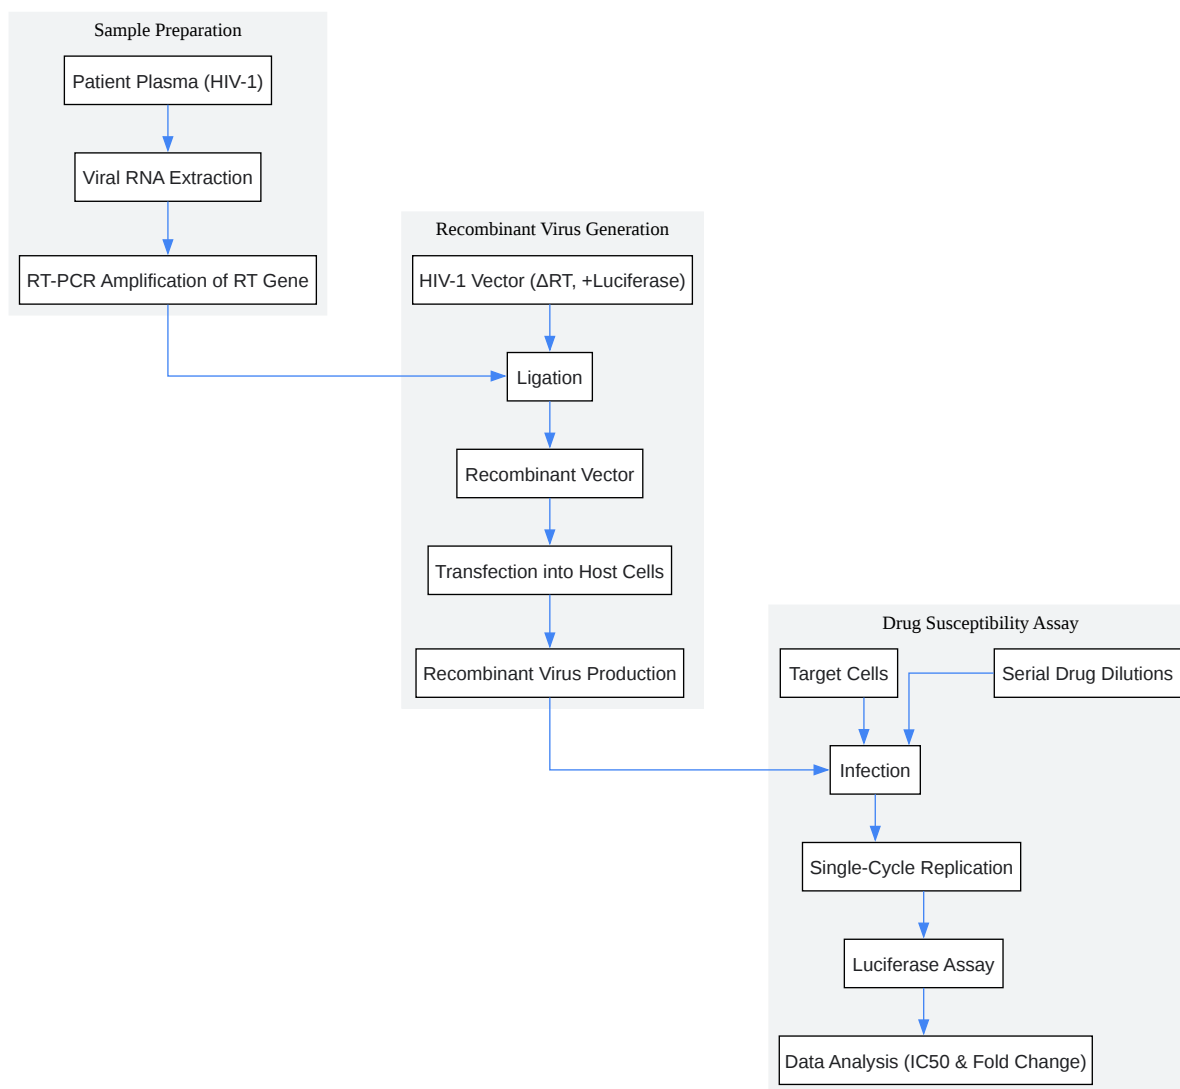 Sample Preparation
Patient Plasma (HIV-1)
Viral RNA Extraction
RT-PCR Amplification of RT Gene
Recombinant Virus Generation
HIV-1 Vector (ΔRT, +Luciferase)
Ligation
Recombinant Vector
Transfection into Host Cells
Recombinant Virus Production
Drug Susceptibility Assay
Target Cells
Serial Drug Dilutions
Infection
Single-Cycle Replication
Luciferase Assay
Data Analysis (IC50 & Fold Change)